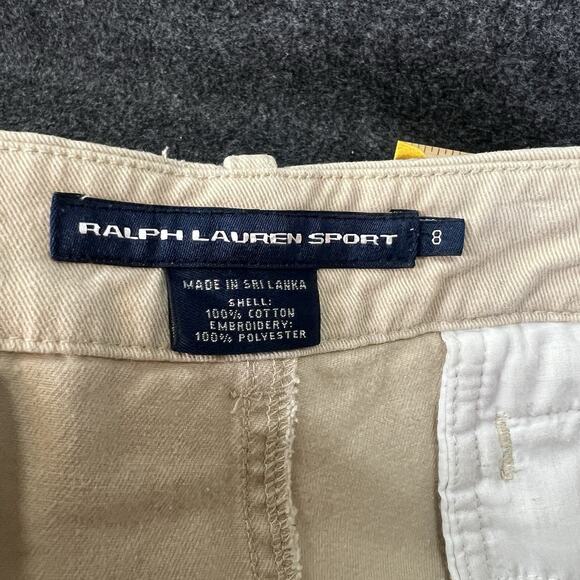 RALPH LAUREN SPORT
8
MADE IN SRI LANKA
SHELL:
100% COTTON
EMBROIDERY:
100% POLYESTER